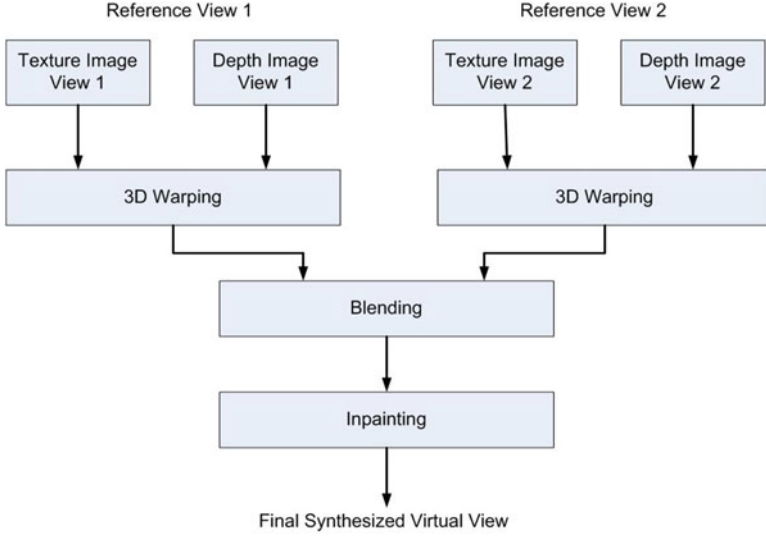 Reference View 1
Reference View 2
Texture Image
View 1
Depth Image
View 1
Texture Image
View 2
Depth Image
View 2
3D Warping
3D Warping
Blending
Inpainting
Final Synthesized Virtual View